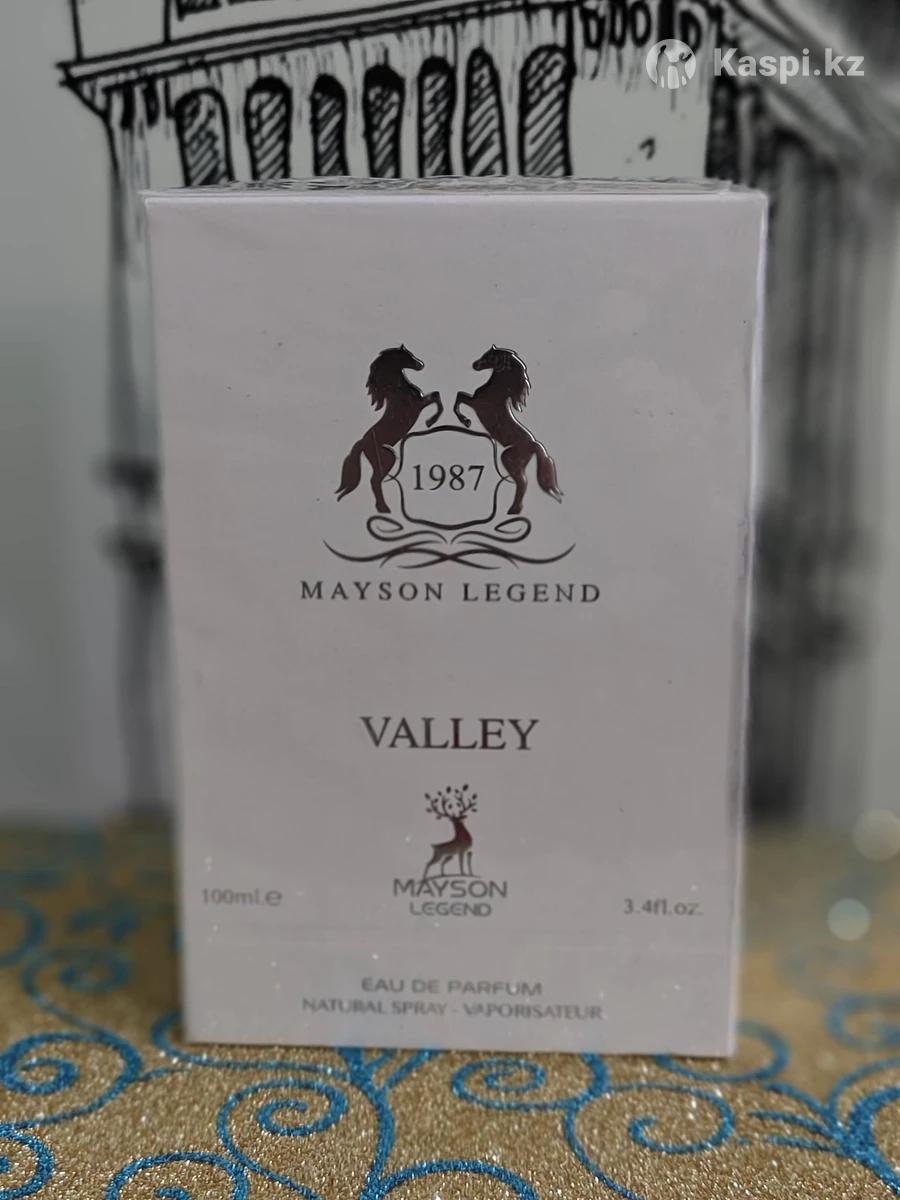 Kaspi.kz
1987
MAYSON LEGEND
VALLEY
MAYSON
LEGEND
100ml.e
3.4fl.oz.
EAU DE PARFUM
NATURAL SPRAY - VAPORISATEUR